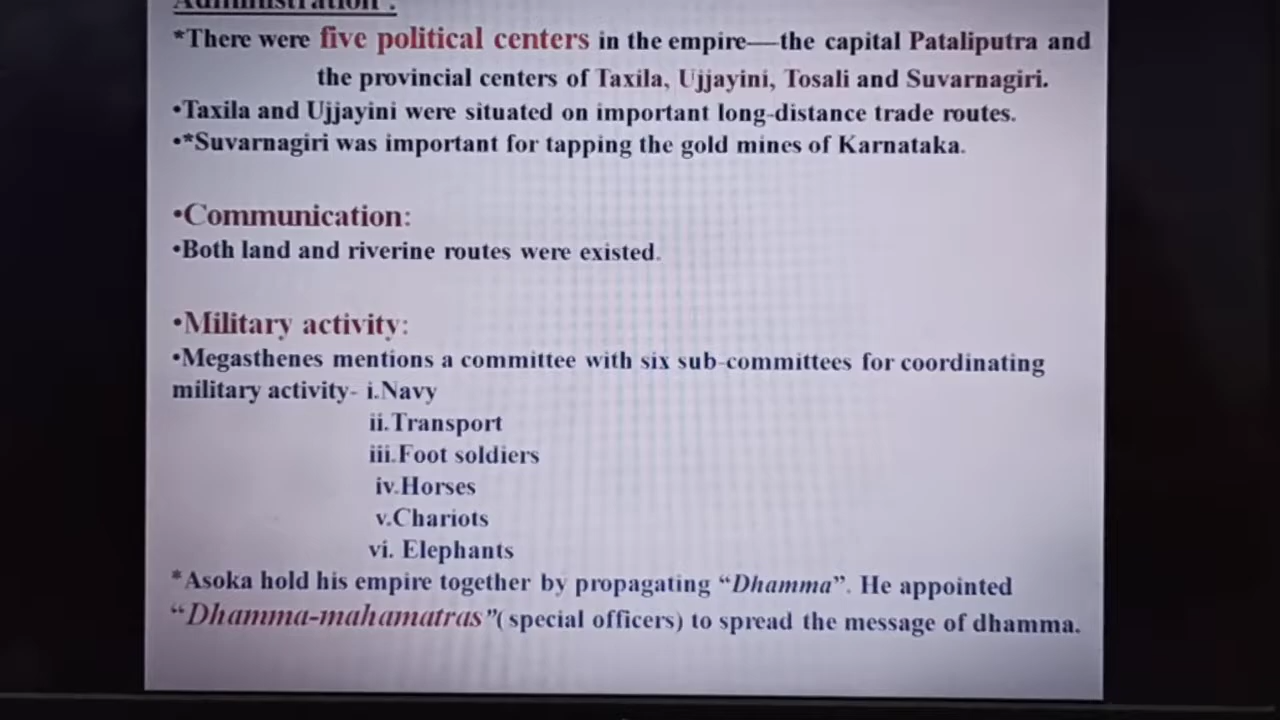 Administration :
*There were five political centers in the empire—the capital Pataliputra and
the provincial centers of Taxila, Ujjayini, Tosali and Suvarnagiri.
•Taxila and Ujjayini were situated on important long-distance trade routes.
•*Suvarnagiri was important for tapping the gold mines of Karnataka.
•Communication:
•Both land and riverine routes were existed.
•Military activity:
•Megasthenes mentions a committee with six sub-committees for coordinating
military activity- i.Navy
ii.Transport
iii.Foot soldiers
iv.Horses
v.Chariots
vi. Elephants
*Asoka hold his empire together by propagating “Dhamma”. He appointed
“Dhamma-mahamatras”(special officers) to spread the message of dhamma.